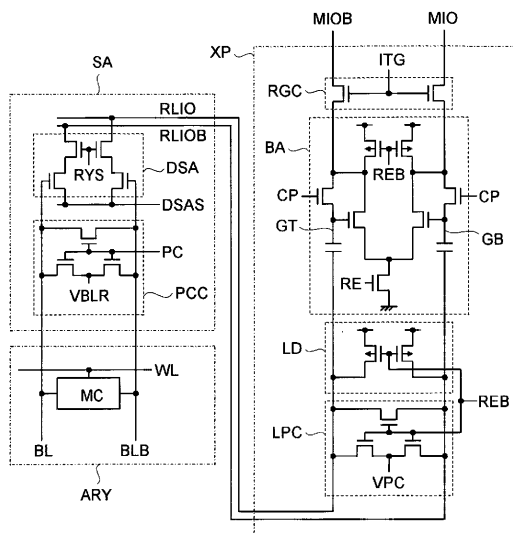 MIOB MIO
XP
ITG
SA
RGC
RLIO
RLIOB
BA
RYS
DSA
REB
CP CP
DSAS
GT GB
PC
RE
VBLR
PCC
LD
WL
MC
REB
LPC
BL BLB
VPC
ARY